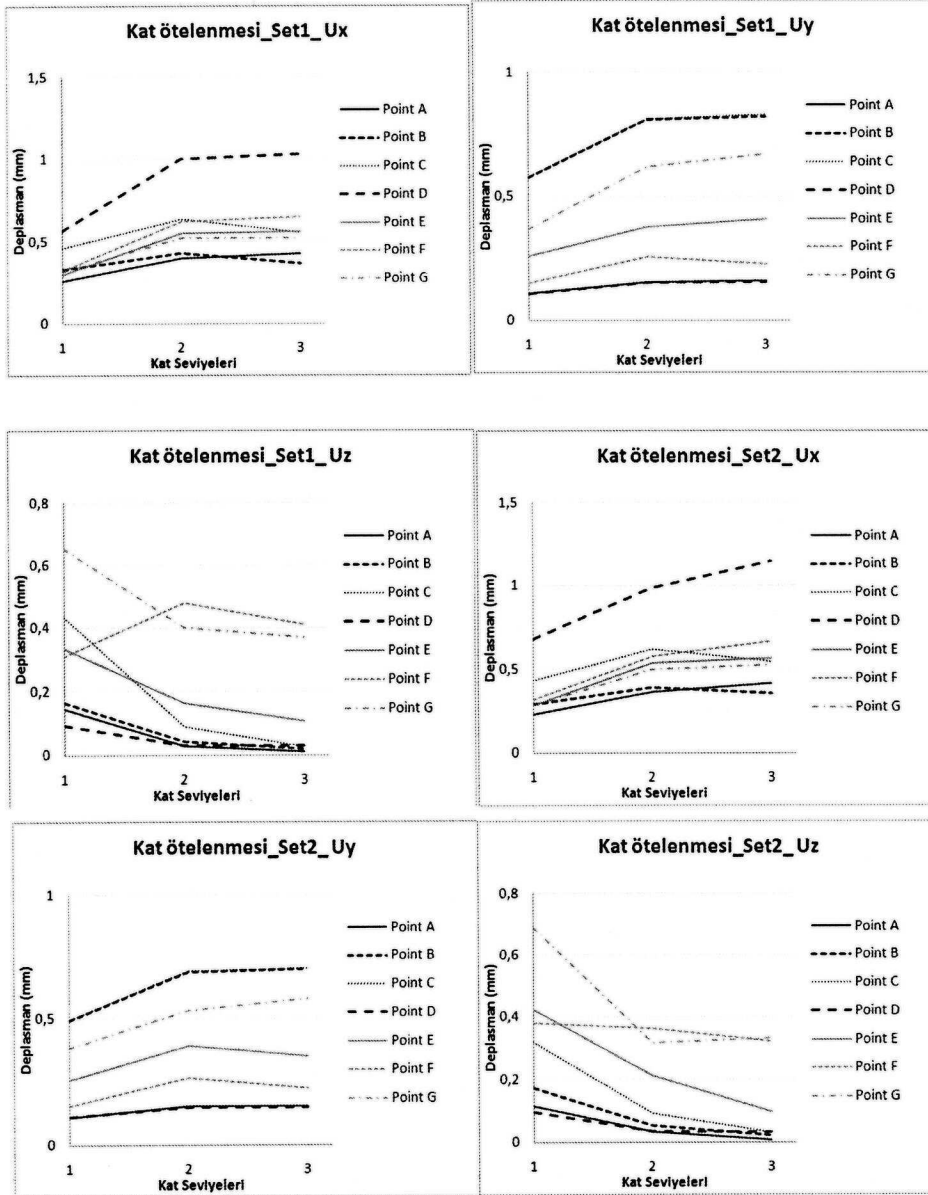 Kat ötelenmesi_Set1_Ux
Deplasman (mm)
1,5
1
0,5
0
1
2
3
Kat Seviyeleri
Point A
Point B
Point C
Point D
Point E
Point F
Point G
Kat ötelenmesi_Set1_Uy
Deplasman (mm)
1
0,5
0
1
2
3
Kat Seviyeleri
Point A
Point B
Point C
Point D
Point E
Point F
Point G
Kat ötelenmesi_Set1_Uz
Deplasman (mm)
0,8
0,6
0,4
0,2
0
1
2
3
Kat Seviyeleri
Point A
Point B
Point C
Point D
Point E
Point F
Point G
Kat ötelenmesi_Set2_Ux
Deplasman (mm)
1,5
1
0,5
0
1
2
3
Kat Seviyeleri
Point A
Point B
Point C
Point D
Point E
Point F
Point G
Kat ötelenmesi_Set2_Uy
Deplasman (mm)
1
0,5
0
1
2
3
Kat Seviyeleri
Point A
Point B
Point C
Point D
Point E
Point F
Point G
Kat ötelenmesi_Set2_Uz
Deplasman (mm)
0,8
0,6
0,4
0,2
0
1
2
3
Kat Seviyeleri
Point A
Point B
Point C
Point D
Point E
Point F
Point G